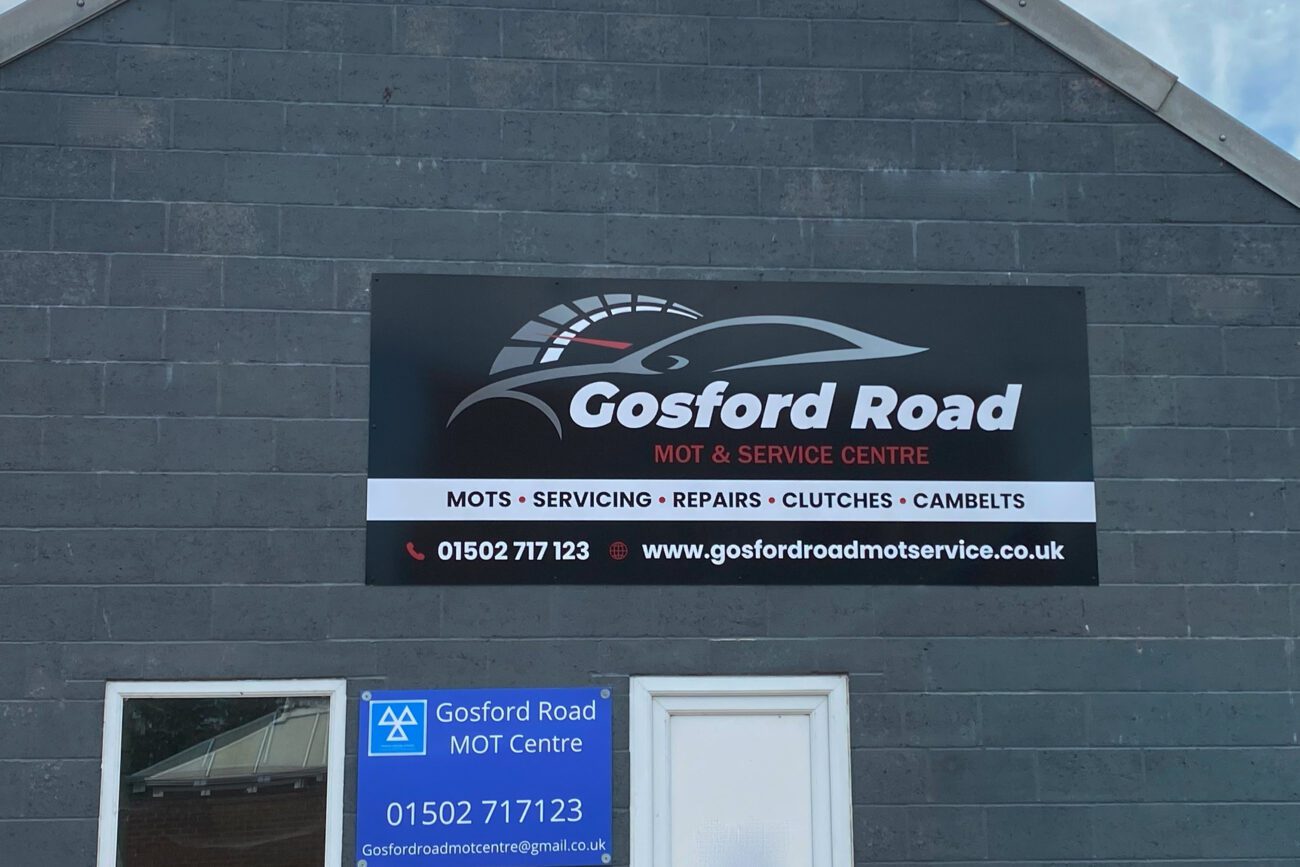 Gosford Road
MOT & SERVICE CENTRE
MOTS • SERVICING • REPAIRS • CLUTCHES • CAMBELTS
01502 717 123 www.gosfordroadmotservice.co.uk
Gosford Road
MOT Centre
01502 717123
Gosfordroadmotcentre@gmail.co.uk